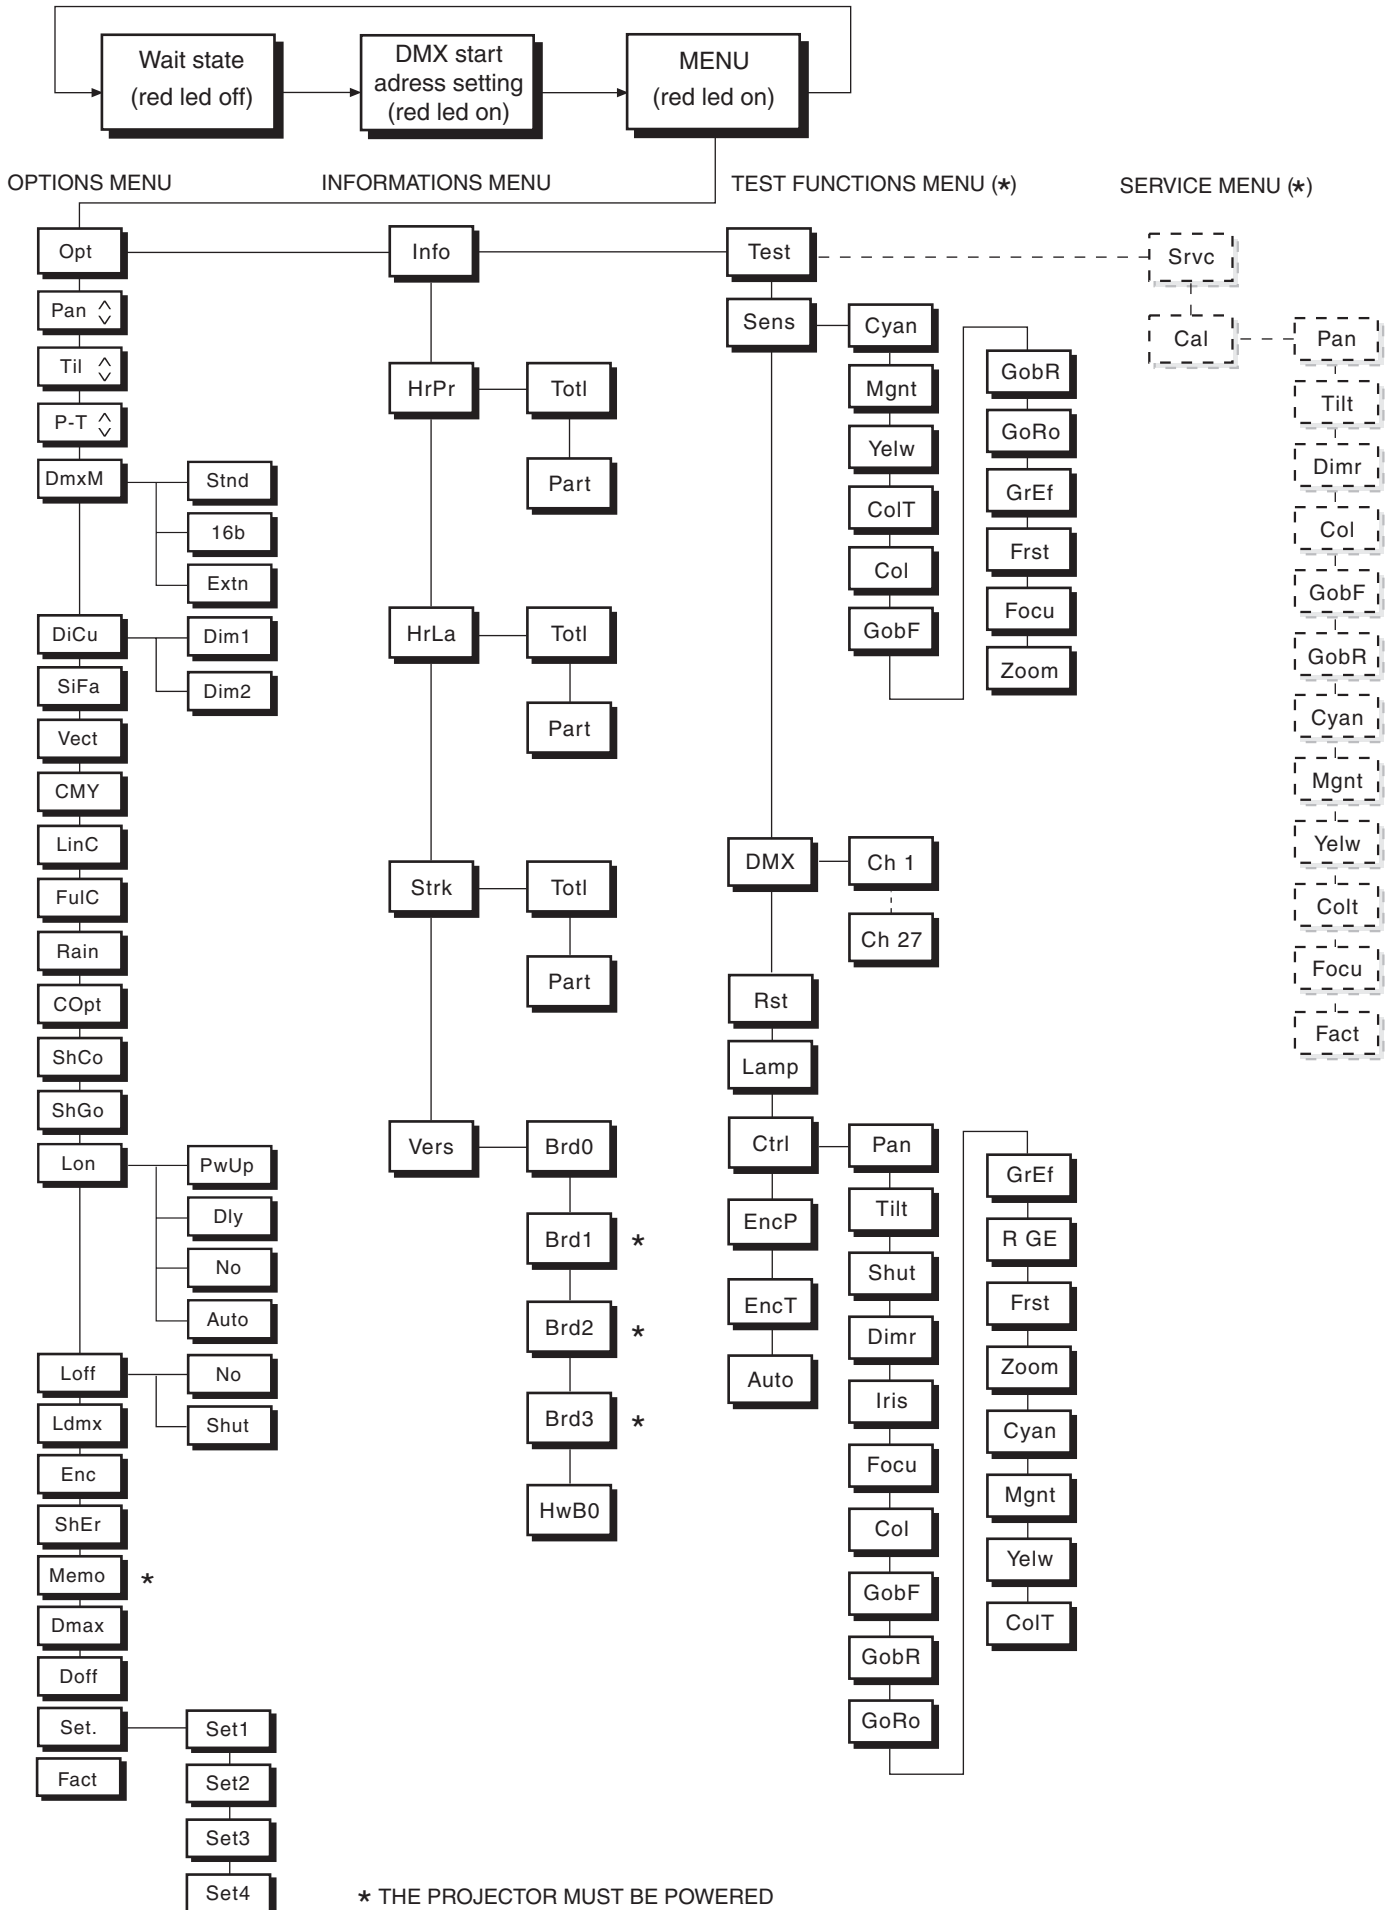 Wait state
(red led off)
DMX start
adress setting
(red led on)
MENU
(red led on)
OPTIONS MENU
INFORMATIONS MENU
TEST FUNCTIONS MENU (*)
SERVICE MENU (*)
Opt
Pan
Til
P-T
DmxM
Stnd
16b
Extn
DiCu
Dim1
Dim2
SiFa
Vect
CMY
LinC
FulC
Rain
COpt
ShCo
ShGo
Lon
PwUp
Dly
No
Auto
Loff
No
Shut
Ldmx
Enc
ShEr
Memo *
Dmax
Doff
Set.
Set1
Set2
Set3
Set4
Fact
Info
HrPr
Totl
Part
HrLa
Totl
Part
Strk
Totl
Part
Vers
Brd0
Brd1 *
Brd2 *
Brd3 *
HwB0
Test
Sens
Cyan
Mgnt
Yelw
ColT
Col
GobF
GobR
GoRo
GrEf
Frst
Focu
Zoom
DMX
Ch 1
Ch 27
Rst
Lamp
Ctrl
Pan
Tilt
Shut
Dimr
Iris
Focu
Col
GobF
GobR
GoRo
GrEf
R GE
Frst
Zoom
Cyan
Mgnt
Yelw
ColT
EncP
EncT
Auto
Srvc
Cal
Pan
Tilt
Dimr
Col
GobF
GobR
Cyan
Mgnt
Yelw
Colt
Focu
Fact
* THE PROJECTOR MUST BE POWERED